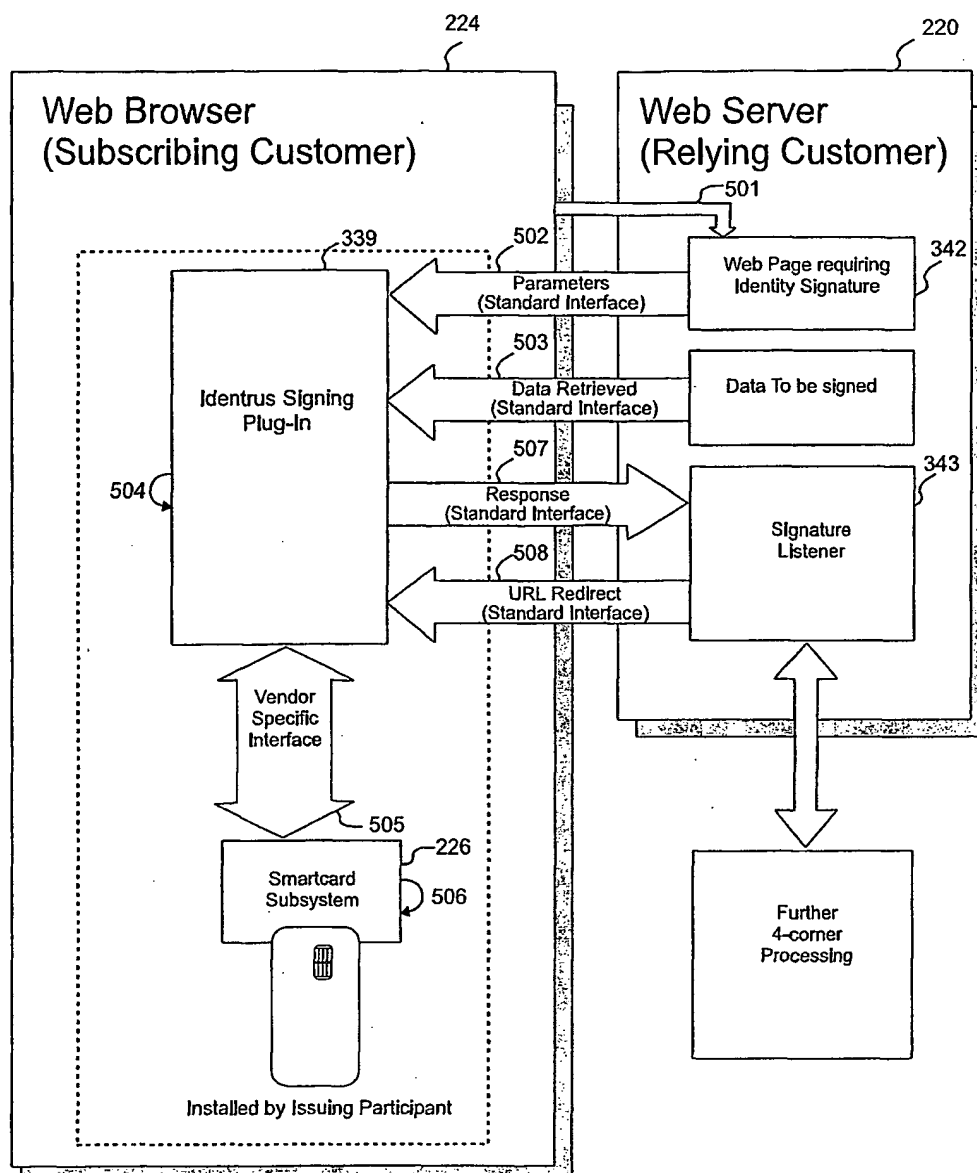 224
220
Web Browser
(Subscribing Customer)
Web Server
(Relying Customer)
501
339
502
342
Parameters
(Standard Interface)
Web Page requiring
Identity Signature
503
Identrus Signing
Plug-In
Data Retrieved
(Standard Interface)
Data To be signed
507
343
504
Response
(Standard Interface)
Signature
Listener
508
URL Redirect
(Standard Interface)
Vendor
Specific
Interface
505
226
Smartcard
Subsystem
506
Further
4-corner
Processing
Installed by Issuing Participant